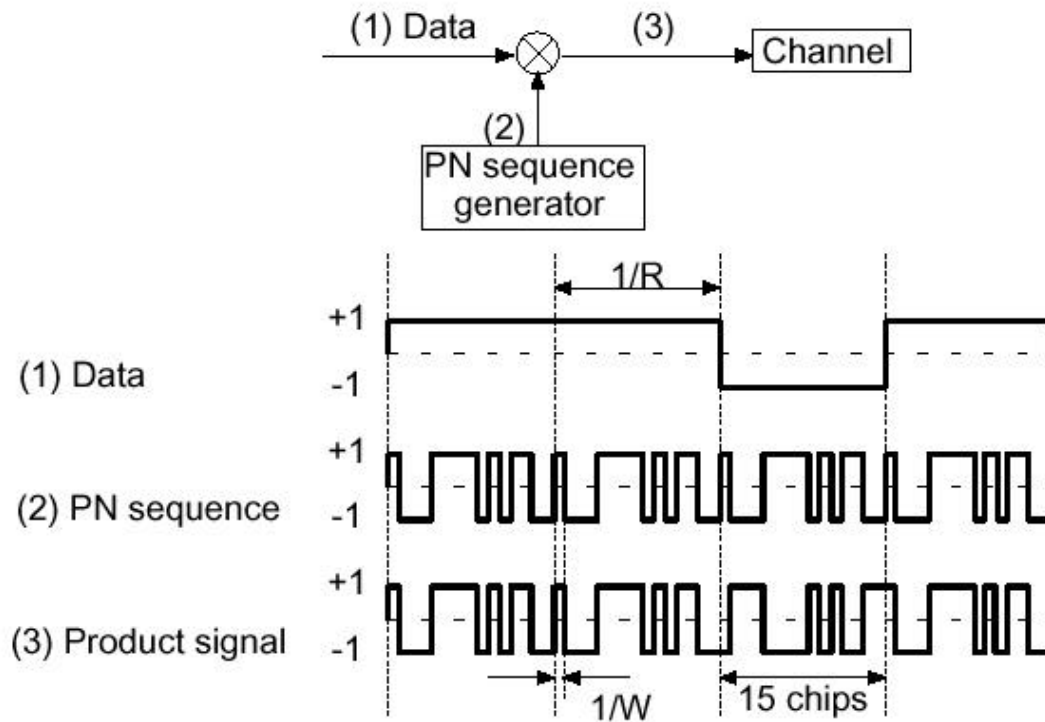 (1) Data
(3)
Channel
(2)
PN sequence
generator
1/R
+1
(1) Data
-1
+1
(2) PN sequence
-1
+1
(3) Product signal
-1
1/W
15 chips